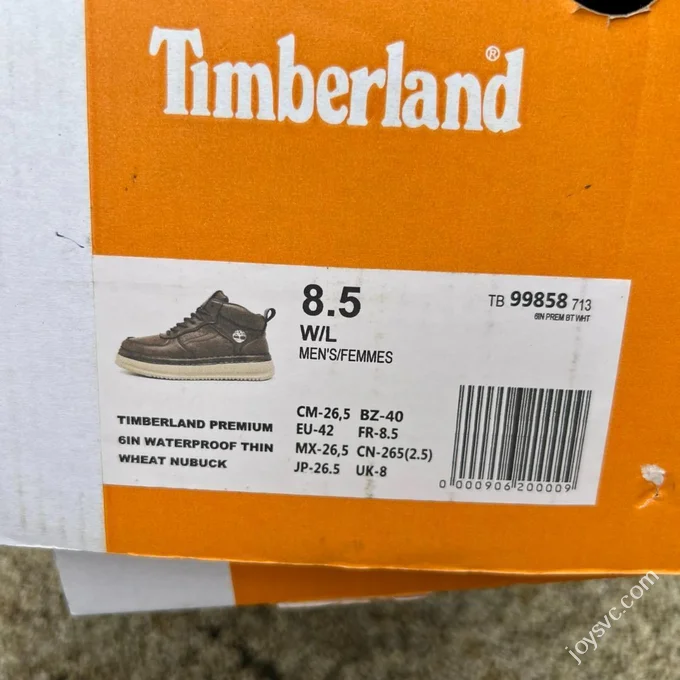 Timberland®
8.5
W/L
MEN'S/FEMMES
TB 99858 713
6IN PREM BT WHT
TIMBERLAND PREMIUM
6IN WATERPROOF THIN
WHEAT NUBUCK
CM-26,5 BZ-40
EU-42 FR-8.5
MX-26,5 CN-265(2.5)
JP-26.5 UK-8
0 000906 200009
joysvc.com